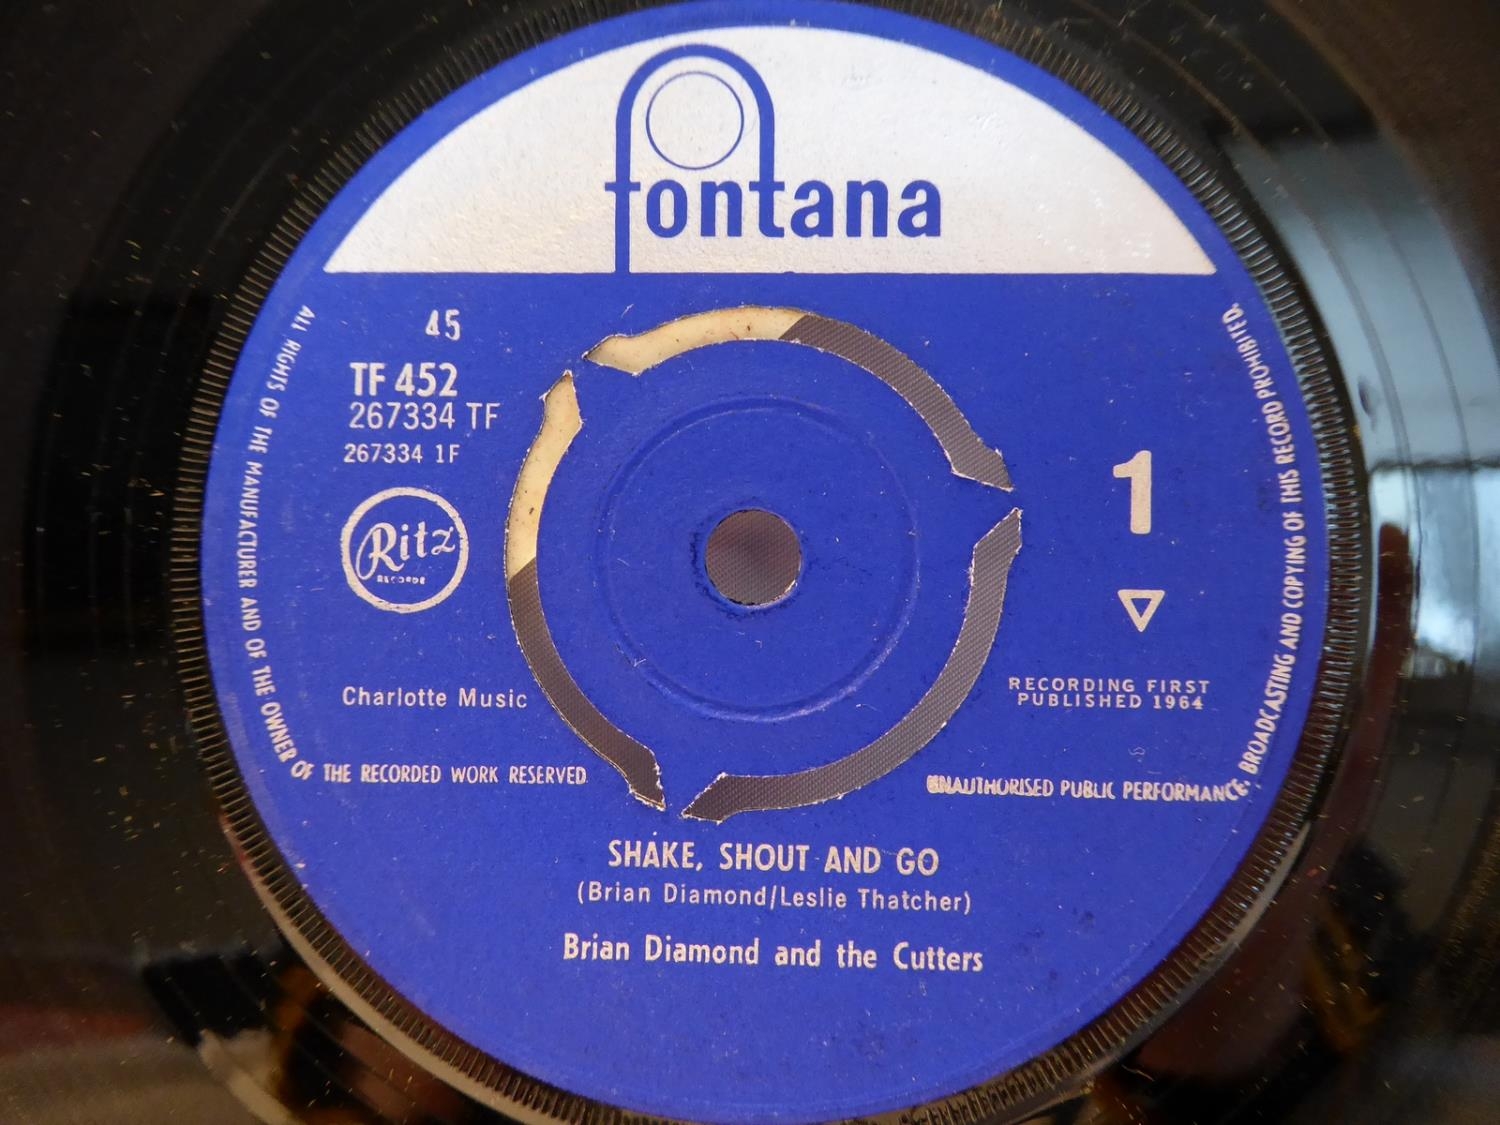 fontana
45
TF 452
267334 TF
267334 1F
Ritz
RECORDS
1
Charlotte Music
RECORDING FIRST
PUBLISHED 1964
ALL RIGHTS OF THE MANUFACTURER AND OF THE OWNER OF THE RECORDED WORK RESERVED
UNAUTHORISED PUBLIC PERFORMANCE, BROADCASTING AND COPYING OF THIS RECORD PROHIBITED.
SHAKE, SHOUT AND GO
(Brian Diamond/Leslie Thatcher)
Brian Diamond and the Cutters